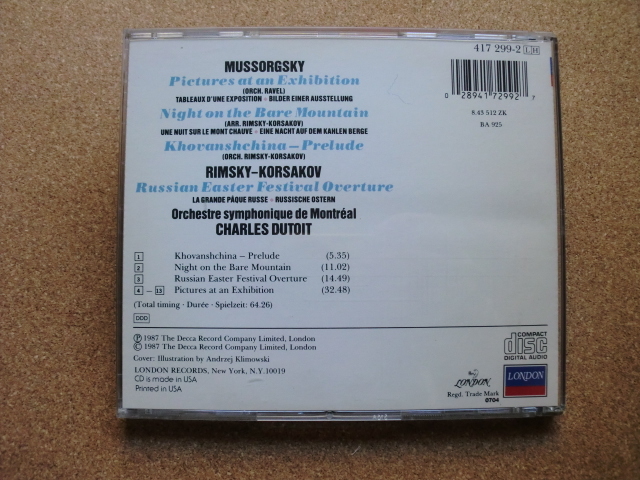 417 299-2 LH
MUSSORGSKY
Pictures at an Exhibition
(ORCH. RAVEL)
TABLEAUX D'UNE EXPOSITION · BILDER EINER AUSSTELLUNG
Night on the Bare Mountain
(ARR. RIMSKY-KORSAKOV)
UNE NUIT SUR LE MONT CHAUVE · EINE NACHT AUF DEM KAHLEN BERGE
Khovanshchina – Prelude
(ORCH. RIMSKY-KORSAKOV)
RIMSKY-KORSAKOV
Russian Easter Festival Overture
LA GRANDE PÂQUE RUSSE · RUSSISCHE OSTERN
Orchestre symphonique de Montréal
CHARLES DUTOIT
0 28941 72992 7
8.43 512 ZK
BA 925
1 Khovanshchina – Prelude (5.35)
2 Night on the Bare Mountain (11.02)
3 Russian Easter Festival Overture (14.49)
4 – 13 Pictures at an Exhibition (32.48)
(Total timing · Durée · Spielzeit: 64.26)
DDD
℗ 1987 The Decca Record Company Limited, London
© 1987 The Decca Record Company Limited, London
Cover: Illustration by Andrzej Klimowski
LONDON RECORDS, New York, N.Y. 10019
CD is made in USA
Printed in USA
COMPACT
disc
DIGITAL AUDIO
LONDON
LONDON
Regd. Trade Mark
0704